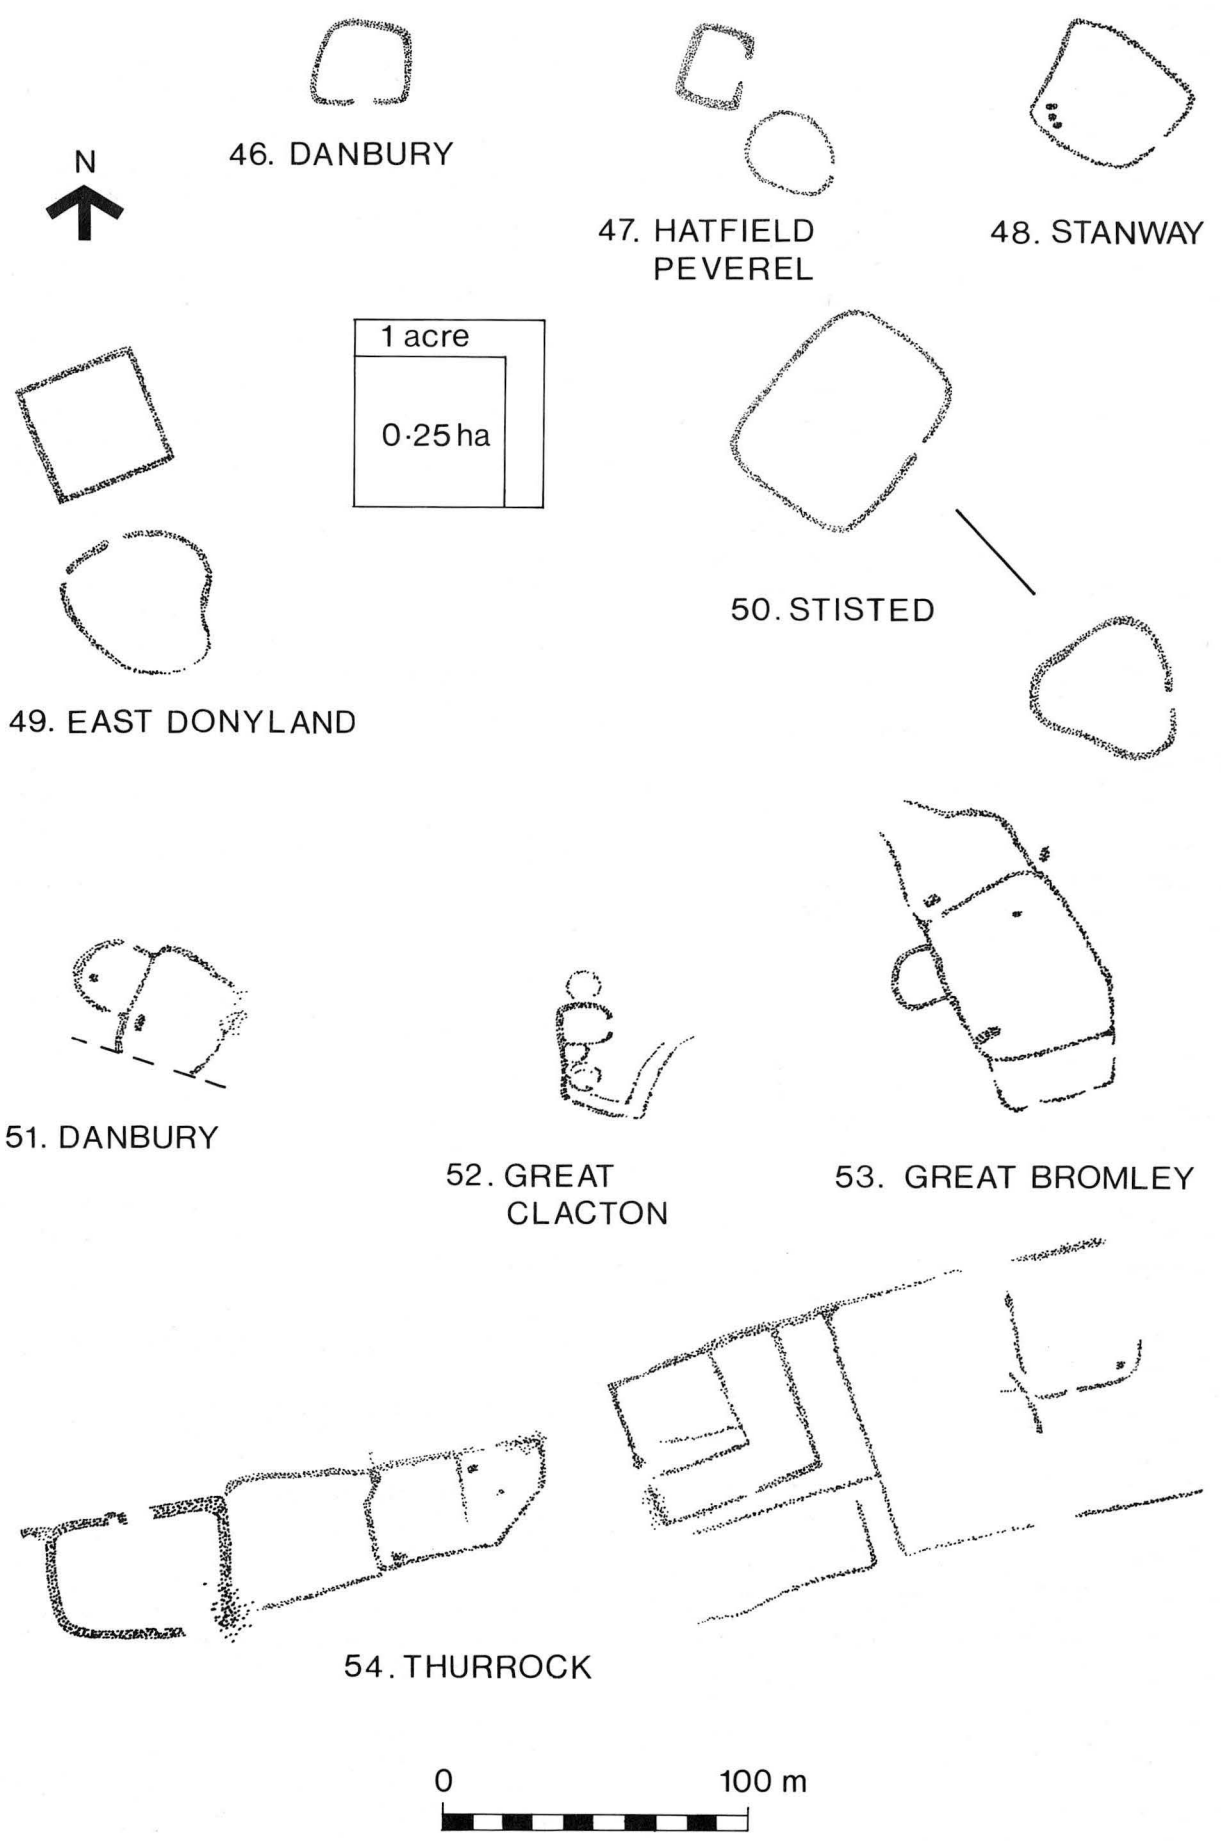 46. DANBURY
N
47. HATFIELD
PEVEREL
48. STANWAY
1 acre
0·25 ha
50. STISTED
49. EAST DONYLAND
51. DANBURY
52. GREAT
CLACTON
53. GREAT BROMLEY
54. THURROCK
0 100 m